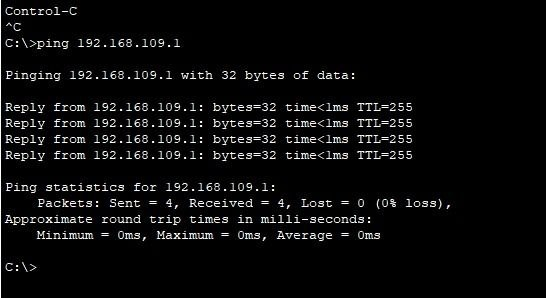 Control-C
^C
C:\>ping 192.168.109.1
Pinging 192.168.109.1 with 32 bytes of data:
Reply from 192.168.109.1: bytes=32 time<1ms TTL=255
Reply from 192.168.109.1: bytes=32 time<1ms TTL=255
Reply from 192.168.109.1: bytes=32 time<1ms TTL=255
Reply from 192.168.109.1: bytes=32 time<1ms TTL=255
Ping statistics for 192.168.109.1:
    Packets: Sent = 4, Received = 4, Lost = 0 (0% loss),
Approximate round trip times in milli-seconds:
    Minimum = 0ms, Maximum = 0ms, Average = 0ms
C:\>